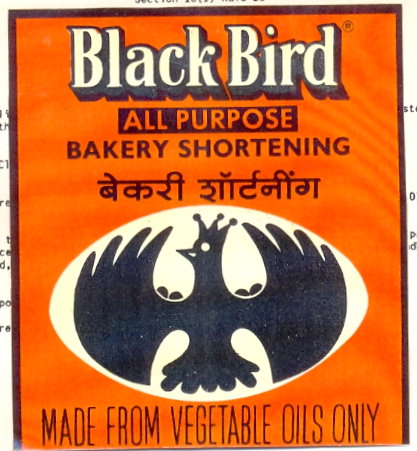 Black Bird®
ALL PURPOSE
BAKERY SHORTENING
बेकरी शॉर्टनींग
MADE FROM VEGETABLE OILS ONLY